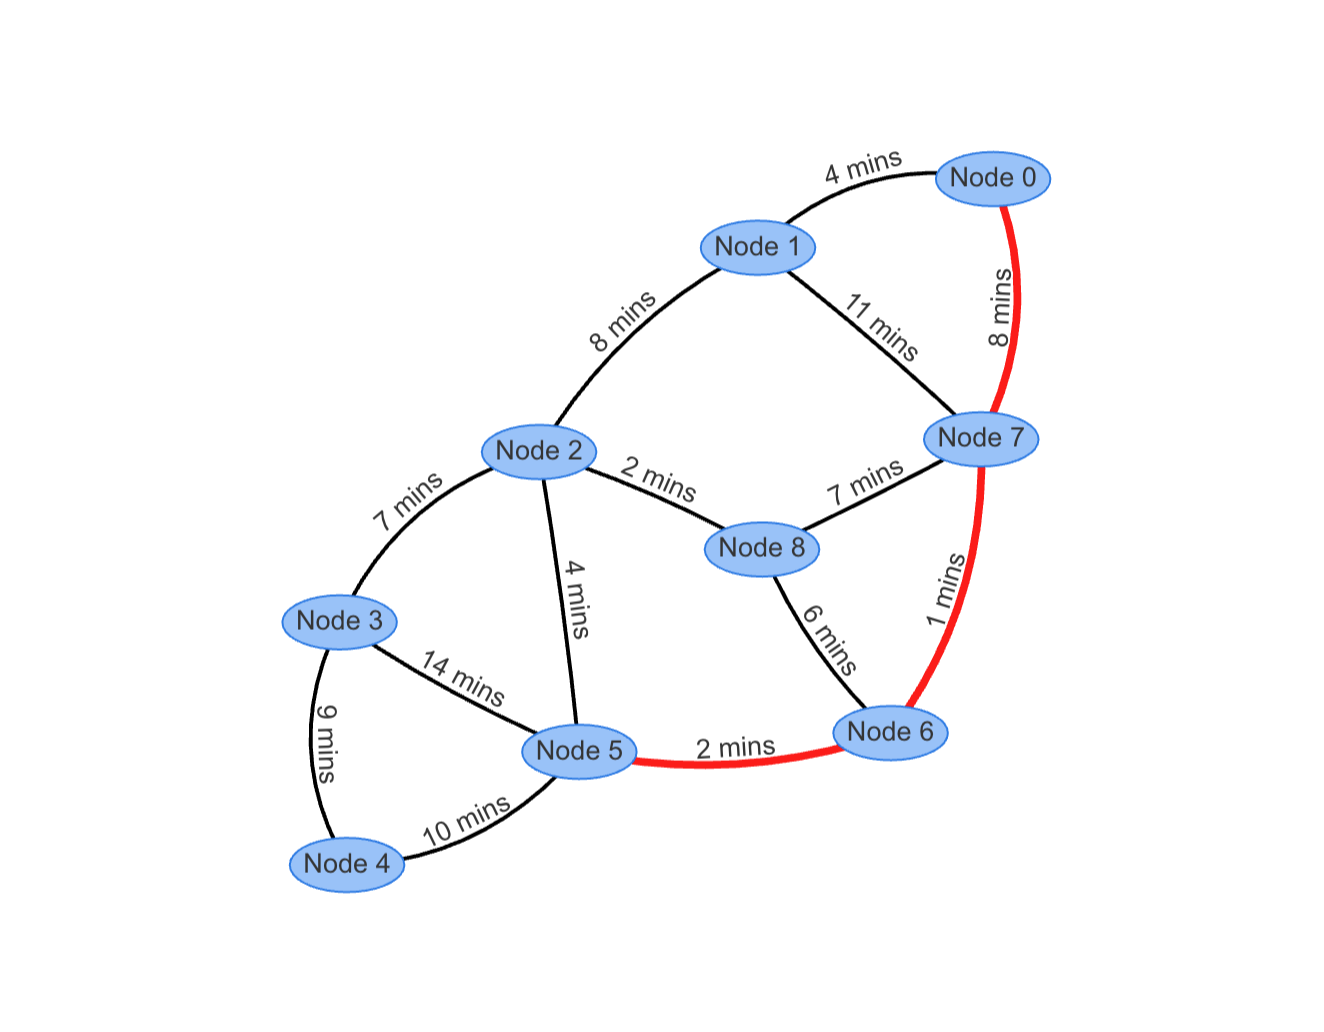 4 mins
Node 0
Node 1
8 mins
11 mins
8 mins
Node 7
Node 2
2 mins
7 mins
7 mins
Node 8
4 mins
1 mins
Node 3
6 mins
14 mins
9 mins
Node 6
2 mins
Node 5
10 mins
Node 4